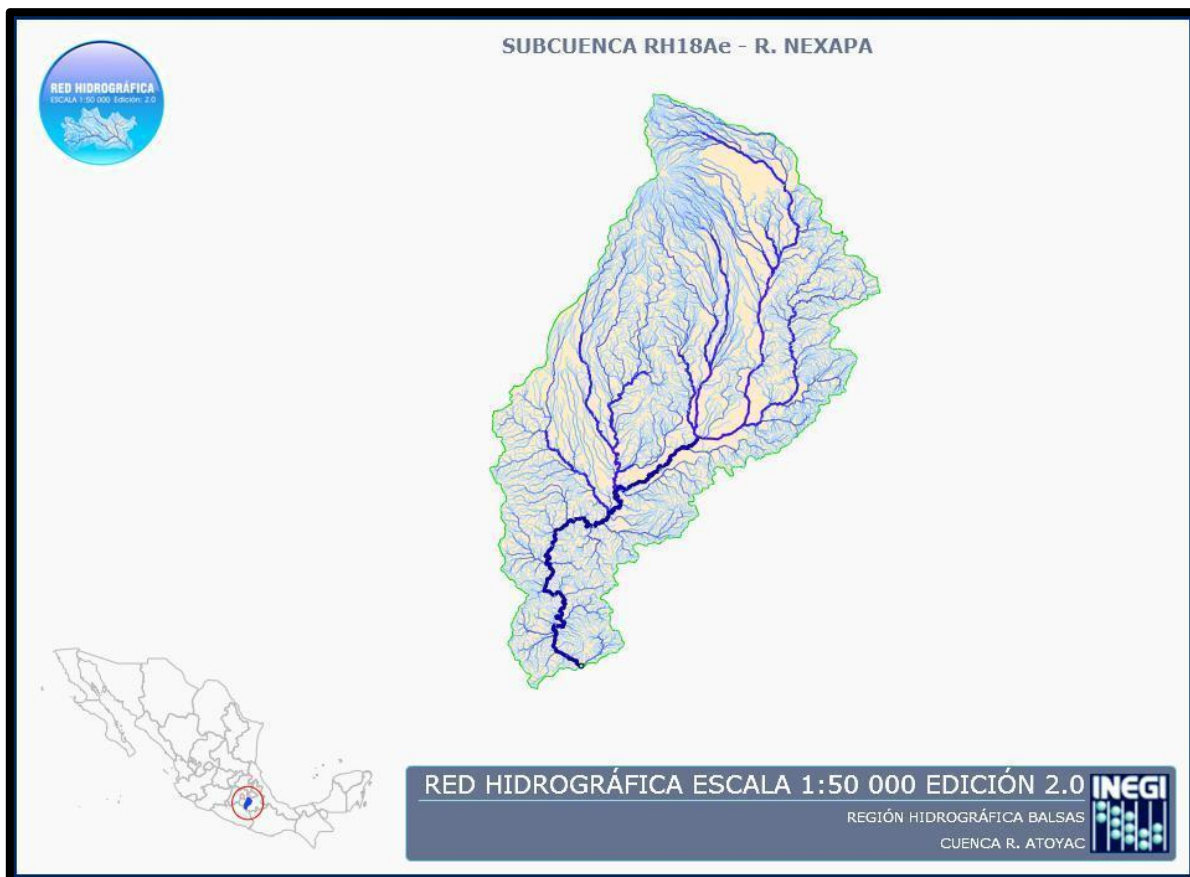 SUBCUENCA RH18Ae - R. NEXAPA
RED HIDROGRÁFICA
ESCALA 1:50 000 Edición: 2.0
RED HIDROGRÁFICA ESCALA 1:50 000 EDICIÓN 2.0
INEGI
REGIÓN HIDROGRÁFICA BALSAS
CUENCA R. ATOYAC